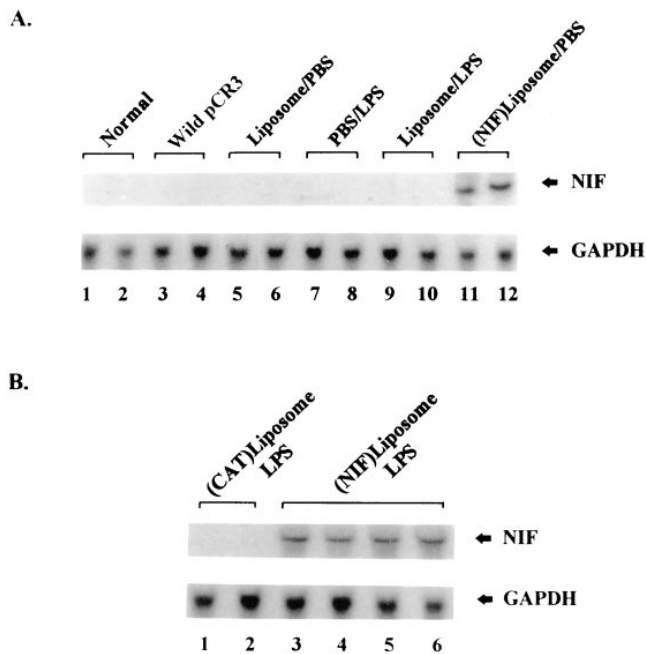 A.
Normal
Wild pCR3
Liposome/PBS
PBS/LPS
Liposome/LPS
(NIF)Liposome/PBS
NIF
GAPDH
1 2 3 4 5 6 7 8 9 10 11 12
B.
(CAT)Liposome
LPS
(NIF)Liposome
LPS
NIF
GAPDH
1 2 3 4 5 6